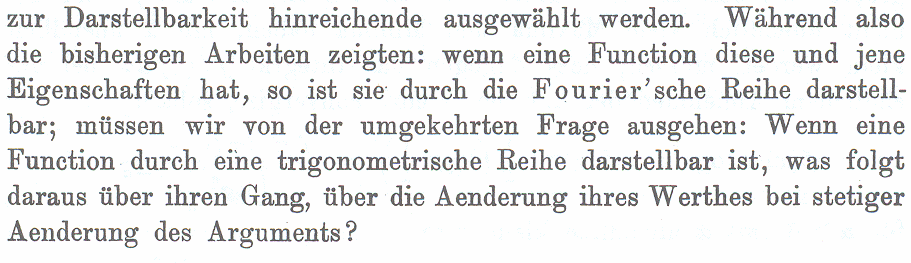 zur Darstellbarkeit hinreichende ausgewählt werden. Während also
die bisherigen Arbeiten zeigten: wenn eine Function diese und jene
Eigenschaften hat, so ist sie durch die Fourier'sche Reihe darstell-
bar; müssen wir von der umgekehrten Frage ausgehen: Wenn eine
Function durch eine trigonometrische Reihe darstellbar ist, was folgt
daraus über ihren Gang, über die Aenderung ihres Werthes bei stetiger
Aenderung des Arguments?